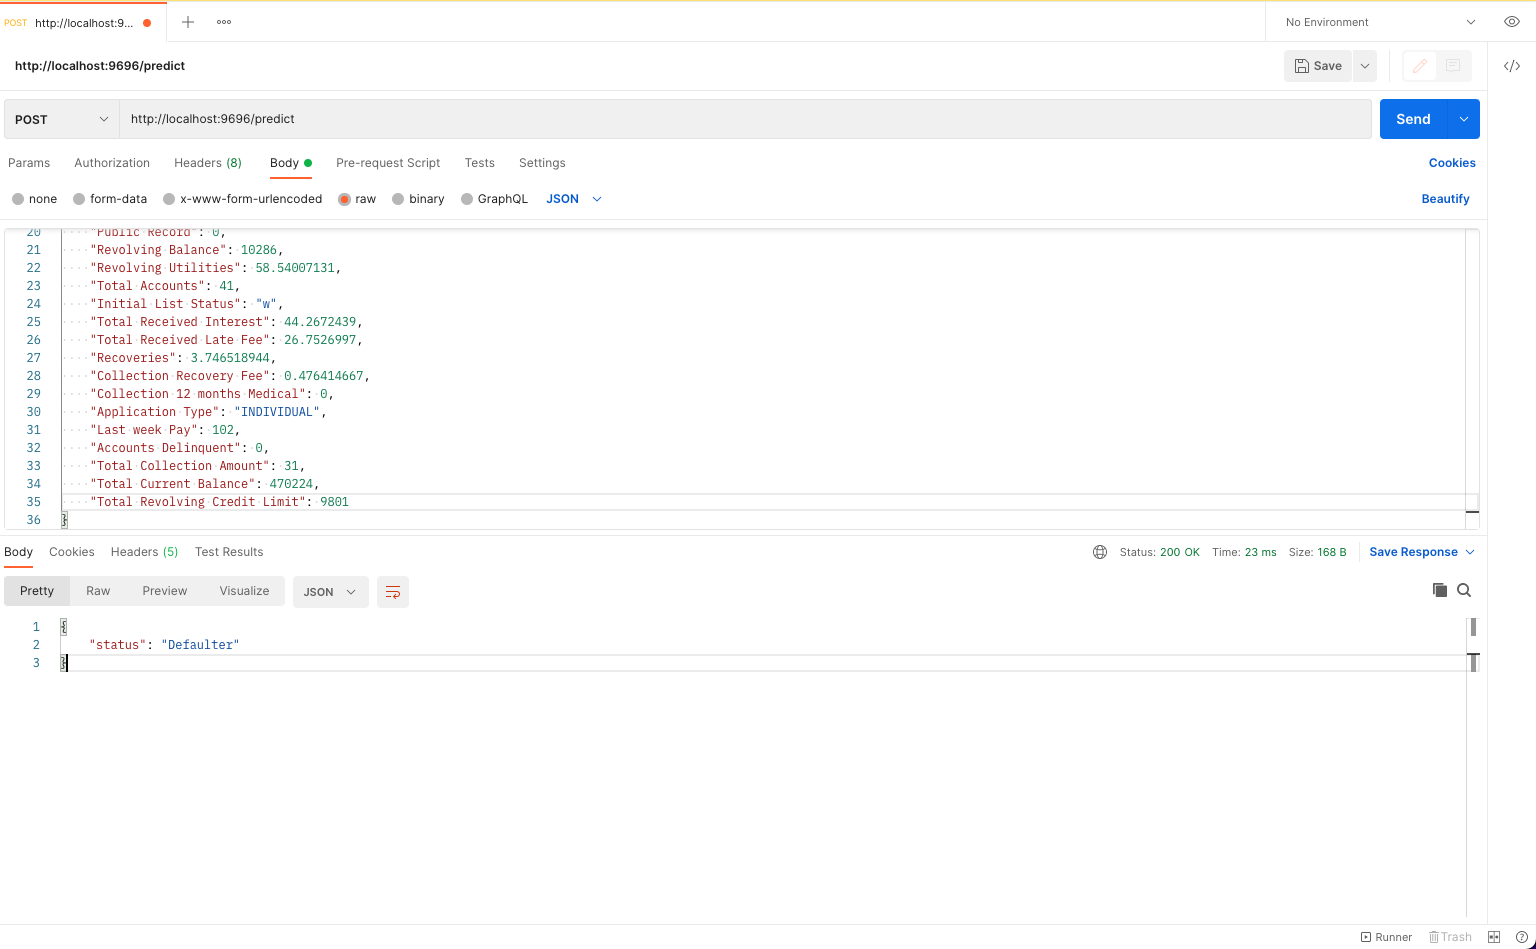 POST http://localhost:9...
No Environment
http://localhost:9696/predict
Save
POST http://localhost:9696/predict Send
Params Authorization Headers (8) Body Pre-request Script Tests Settings Cookies
none form-data x-www-form-urlencoded raw binary GraphQL JSON Beautify
20 "Public Record": 0,
21 "Revolving Balance": 10286,
22 "Revolving Utilities": 58.54007131,
23 "Total Accounts": 41,
24 "Initial List Status": "w",
25 "Total Received Interest": 44.2672439,
26 "Total Received Late Fee": 26.7526997,
27 "Recoveries": 3.746518944,
28 "Collection Recovery Fee": 0.476414667,
29 "Collection 12 months Medical": 0,
30 "Application Type": "INDIVIDUAL",
31 "Last week Pay": 102,
32 "Accounts Delinquent": 0,
33 "Total Collection Amount": 31,
34 "Total Current Balance": 470224,
35 "Total Revolving Credit Limit": 9801
36 }
Body Cookies Headers (5) Test Results Status: 200 OK Time: 23 ms Size: 168 B Save Response
Pretty Raw Preview Visualize JSON
1 {
2 "status": "Defaulter"
3 }
Runner Trash